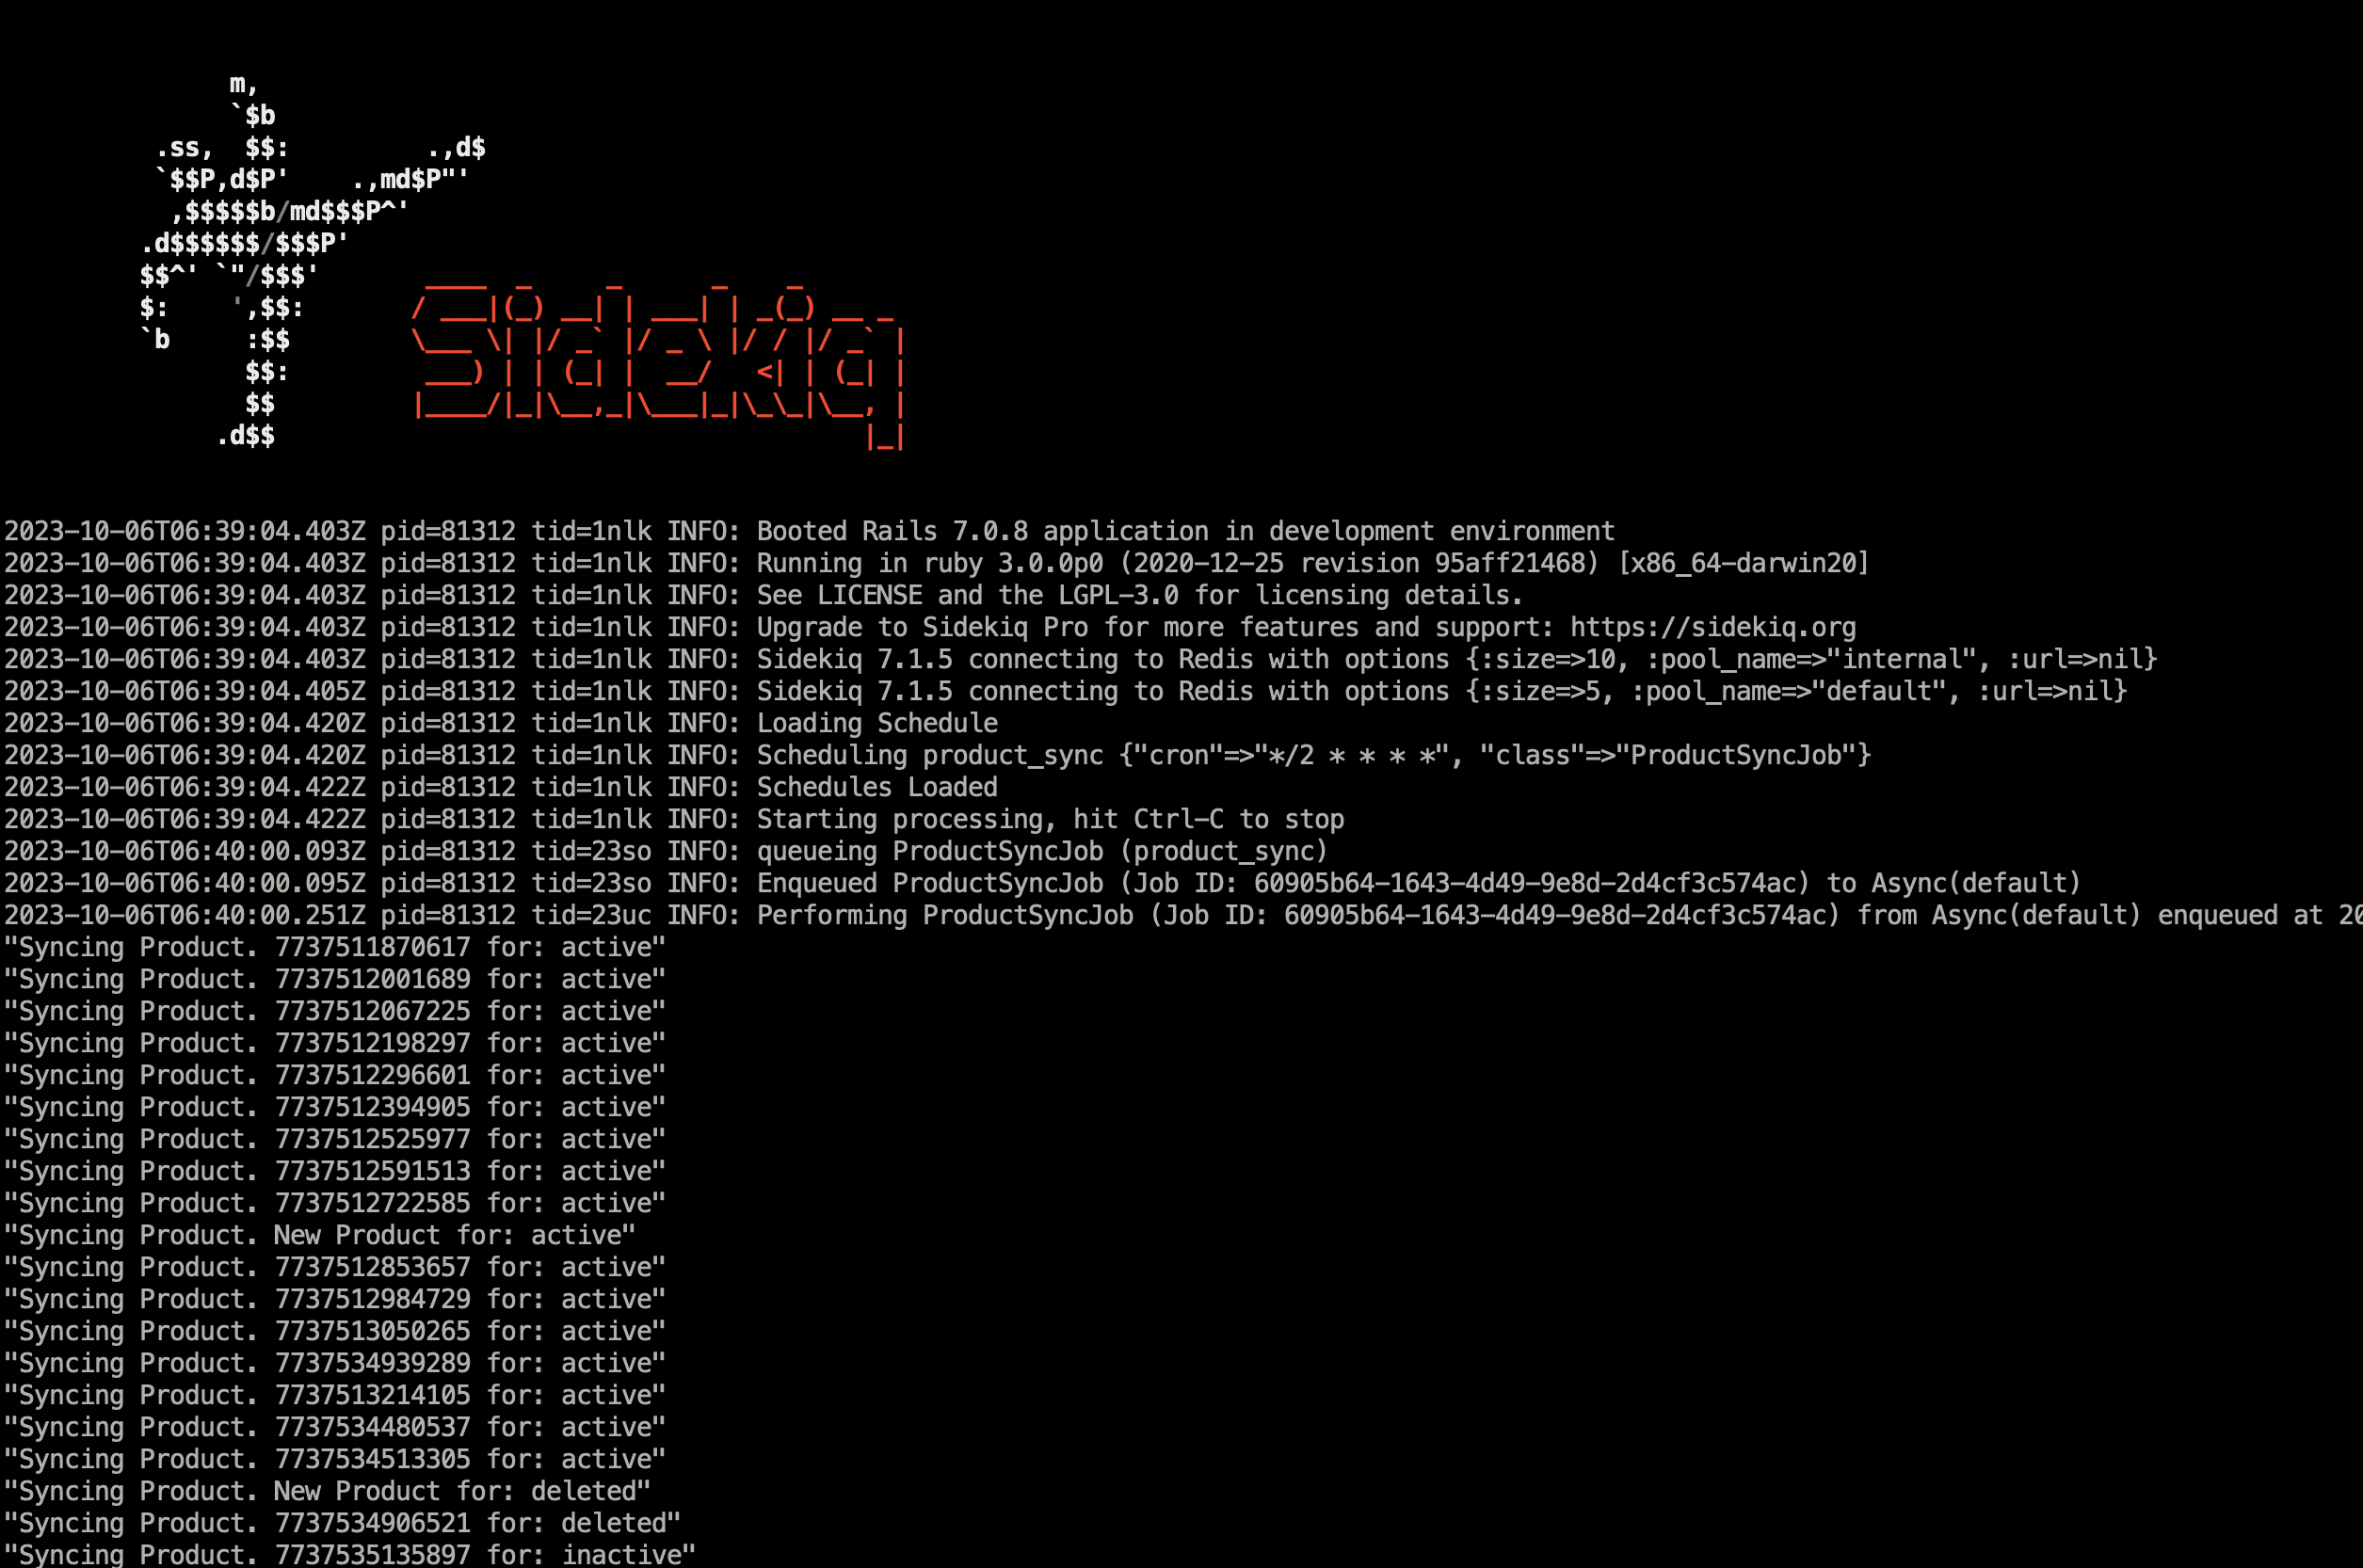 m,
               `$b
          .ss,  $$:         .,d$
          `$$P,d$P'    .,md$P"'
           ,$$$$$b/md$$$P^'
         .d$$$$$$/$$$P'
         $$^' `"/$$$'       ____  _     _      _    _
         $:    ',$$:       / ___|(_) __| | ___| | _(_) __ _
         `b     :$$        \___ \| |/ _` |/ _ \ |/ / |/ _` |
                $$:         ___) | | (_| |  __/   <| | (_| |
                $$         |____/|_|\__,_|\___|_|\_\_|\__, |
              .d$$                                       |_|
2023-10-06T06:39:04.403Z pid=81312 tid=1nlk INFO: Booted Rails 7.0.8 application in development environment
2023-10-06T06:39:04.403Z pid=81312 tid=1nlk INFO: Running in ruby 3.0.0p0 (2020-12-25 revision 95aff21468) [x86_64-darwin20]
2023-10-06T06:39:04.403Z pid=81312 tid=1nlk INFO: See LICENSE and the LGPL-3.0 for licensing details.
2023-10-06T06:39:04.403Z pid=81312 tid=1nlk INFO: Upgrade to Sidekiq Pro for more features and support: https://sidekiq.org
2023-10-06T06:39:04.403Z pid=81312 tid=1nlk INFO: Sidekiq 7.1.5 connecting to Redis with options {:size=>10, :pool_name=>"internal", :url=>nil}
2023-10-06T06:39:04.405Z pid=81312 tid=1nlk INFO: Sidekiq 7.1.5 connecting to Redis with options {:size=>5, :pool_name=>"default", :url=>nil}
2023-10-06T06:39:04.420Z pid=81312 tid=1nlk INFO: Loading Schedule
2023-10-06T06:39:04.420Z pid=81312 tid=1nlk INFO: Scheduling product_sync {"cron"=>"*/2 * * * *", "class"=>"ProductSyncJob"}
2023-10-06T06:39:04.422Z pid=81312 tid=1nlk INFO: Schedules Loaded
2023-10-06T06:39:04.422Z pid=81312 tid=1nlk INFO: Starting processing, hit Ctrl-C to stop
2023-10-06T06:40:00.093Z pid=81312 tid=23so INFO: queueing ProductSyncJob (product_sync)
2023-10-06T06:40:00.095Z pid=81312 tid=23so INFO: Enqueued ProductSyncJob (Job ID: 60905b64-1643-4d49-9e8d-2d4cf3c574ac) to Async(default)
2023-10-06T06:40:00.251Z pid=81312 tid=23uc INFO: Performing ProductSyncJob (Job ID: 60905b64-1643-4d49-9e8d-2d4cf3c574ac) from Async(default) enqueued at 20
"Syncing Product. 7737511870617 for: active"
"Syncing Product. 7737512001689 for: active"
"Syncing Product. 7737512067225 for: active"
"Syncing Product. 7737512198297 for: active"
"Syncing Product. 7737512296601 for: active"
"Syncing Product. 7737512394905 for: active"
"Syncing Product. 7737512525977 for: active"
"Syncing Product. 7737512591513 for: active"
"Syncing Product. 7737512722585 for: active"
"Syncing Product. New Product for: active"
"Syncing Product. 7737512853657 for: active"
"Syncing Product. 7737512984729 for: active"
"Syncing Product. 7737513050265 for: active"
"Syncing Product. 7737534939289 for: active"
"Syncing Product. 7737513214105 for: active"
"Syncing Product. 7737534480537 for: active"
"Syncing Product. 7737534513305 for: active"
"Syncing Product. New Product for: deleted"
"Syncing Product. 7737534906521 for: deleted"
"Syncing Product. 7737535135897 for: inactive"